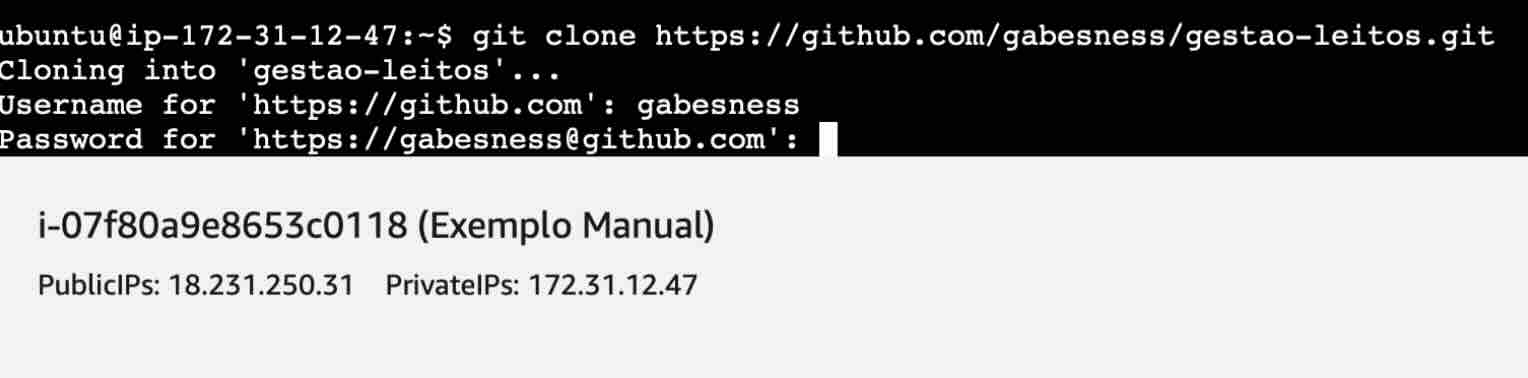 ubuntu@ip-172-31-12-47:~$ git clone https://github.com/gabesness/gestao-leitos.git
Cloning into 'gestao-leitos'...
Username for 'https://github.com': gabesness
Password for 'https://gabesness@github.com':
i-07f80a9e8653c0118 (Exemplo Manual)
PublicIPs: 18.231.250.31 PrivateIPs: 172.31.12.47